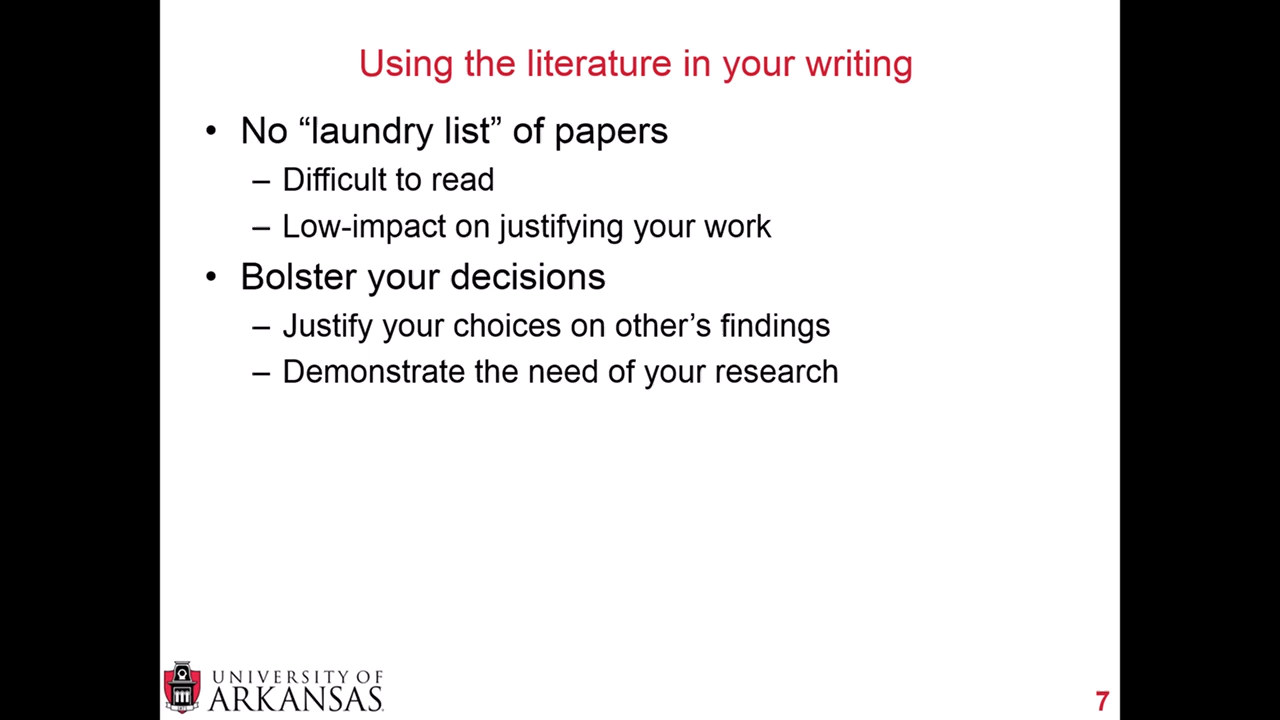 Using the literature in your writing
• No “laundry list” of papers
– Difficult to read
– Low-impact on justifying your work
• Bolster your decisions
– Justify your choices on other’s findings
– Demonstrate the need of your research
UNIVERSITY OF
ARKANSAS
7